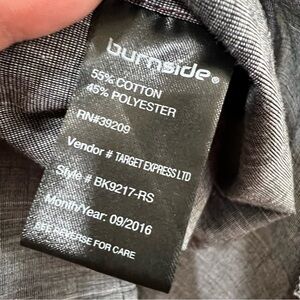 burnside®
55% COTTON
45% POLYESTER
RN#39209
Vendor # TARGET EXPRESS LTD
Style # BK9217-RS
Month/Year: 09/2016
SEE REVERSE FOR CARE